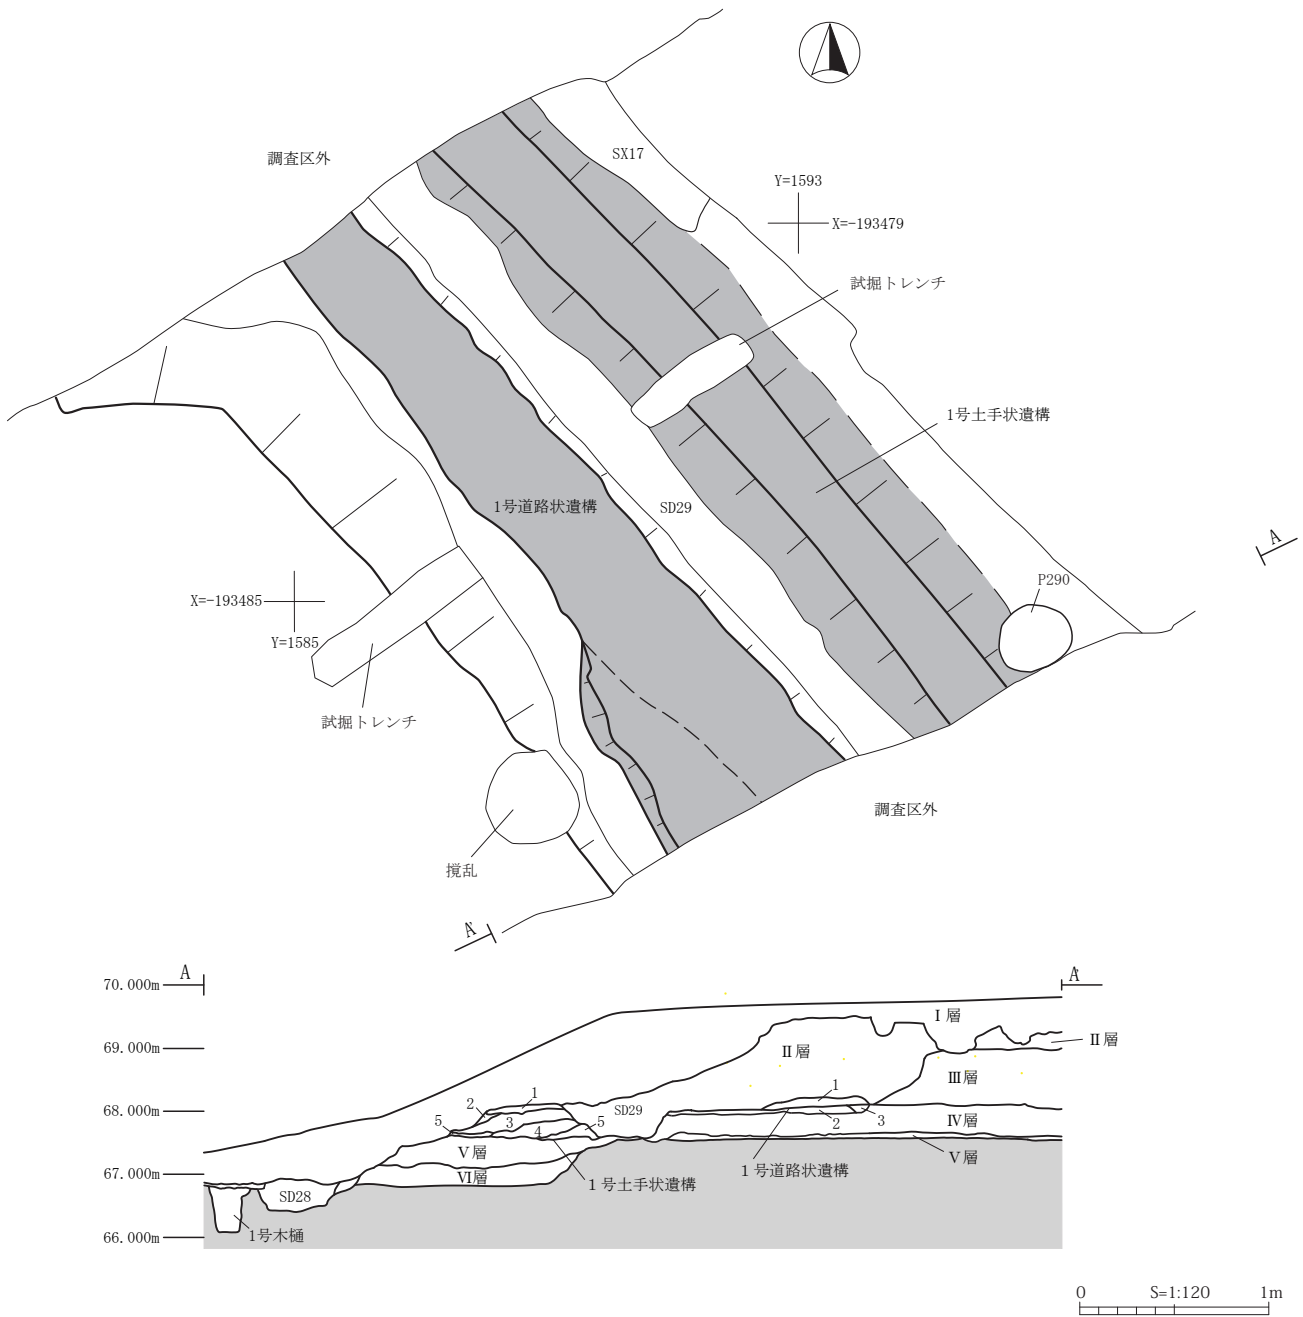 調査区外
SX17
Y=1593
X=-193479
試掘トレンチ
1号土手状遺構
1号道路状遺構
SD29
A
P290
X=-193485
Y=1585
試掘トレンチ
調査区外
撹乱
A'
70.000m
A
A'
69.000m
68.000m
67.000m
66.000m
Ⅰ層
Ⅱ層
Ⅱ層
Ⅲ層
1
2
3
5
4
5
SD29
1
2
3
Ⅳ層
Ⅴ層
Ⅴ層
Ⅵ層
1号道路状遺構
1号土手状遺構
SD28
1号木樋
0 S=1:120 1m